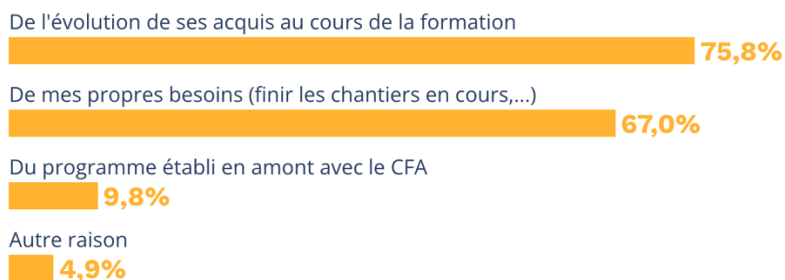 De l'évolution de ses acquis au cours de la formation
75,8%
De mes propres besoins (finir les chantiers en cours,...)
67,0%
Du programme établi en amont avec le CFA
9,8%
Autre raison
4,9%